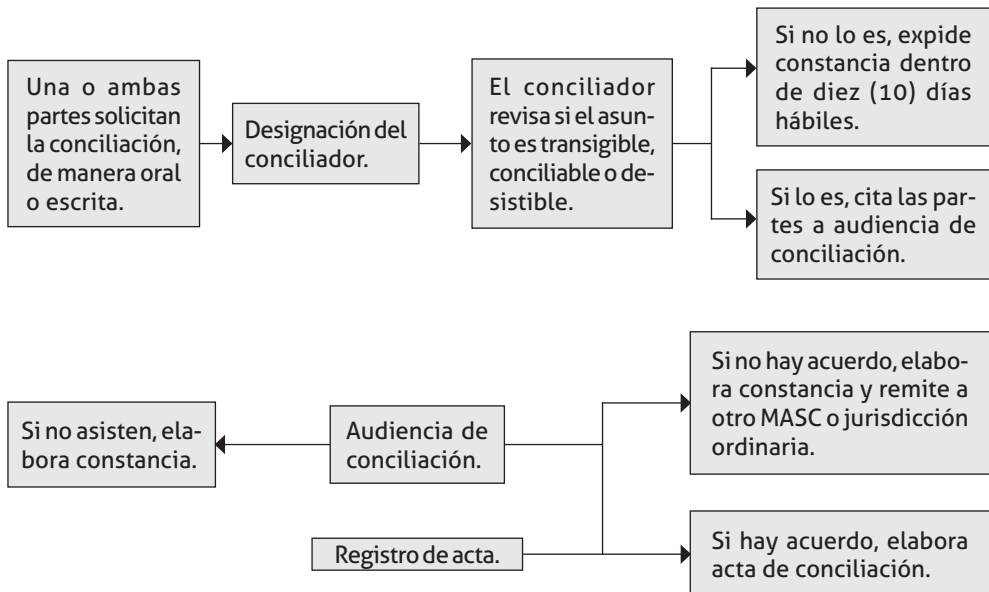 Una o ambas
partes solicitan
la conciliación,
de manera oral
o escrita.
Designación del
conciliador.
El conciliador
revisa si el asun-
to es transigible,
conciliable o de-
sistible.
Si no lo es, expide
constancia dentro
de diez (10) días
hábiles.
Si lo es, cita las par-
tes a audiencia de
conciliación.
Si no asisten, ela-
bora constancia.
Audiencia de
conciliación.
Si no hay acuerdo, elabo-
ra constancia y remite a
otro MASC o jurisdicción
ordinaria.
Registro de acta.
Si hay acuerdo, elabora
acta de conciliación.